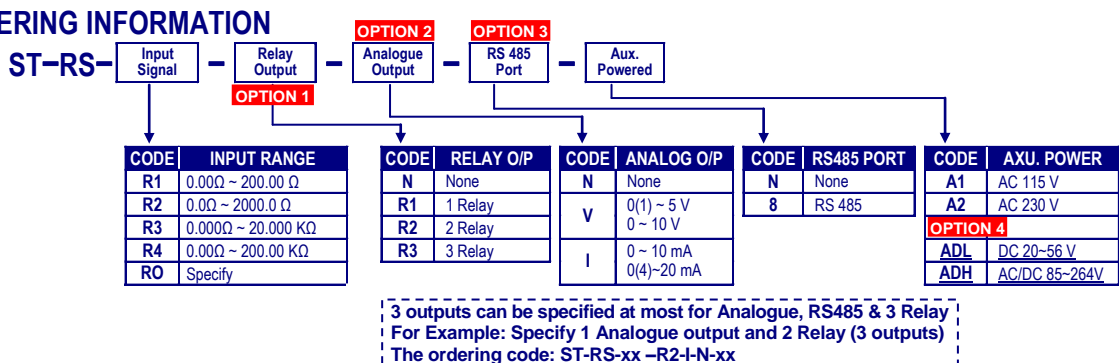 ERING INFORMATION
OPTION 2 OPTION 3
ST–RS– Input Signal – Relay Output – Analogue Output – RS 485 Port – Aux. Powered
OPTION 1
CODE INPUT RANGE
R1 0.00Ω ~ 200.00 Ω
R2 0.0Ω ~ 2000.0 Ω
R3 0.000Ω ~ 20.000 KΩ
R4 0.00Ω ~ 200.00 KΩ
RO Specify
CODE RELAY O/P
N None
R1 1 Relay
R2 2 Relay
R3 3 Relay
CODE ANALOG O/P
N None
V 0(1) ~ 5 V
0 ~ 10 V
I 0 ~ 10 mA
0(4)~20 mA
CODE RS485 PORT
N None
8 RS 485
CODE AXU. POWER
A1 AC 115 V
A2 AC 230 V
OPTION 4
ADL DC 20~56 V
ADH AC/DC 85~264V
3 outputs can be specified at most for Analogue, RS485 & 3 Relay
For Example: Specify 1 Analogue output and 2 Relay (3 outputs)
The ordering code: ST-RS-xx –R2-I-N-xx